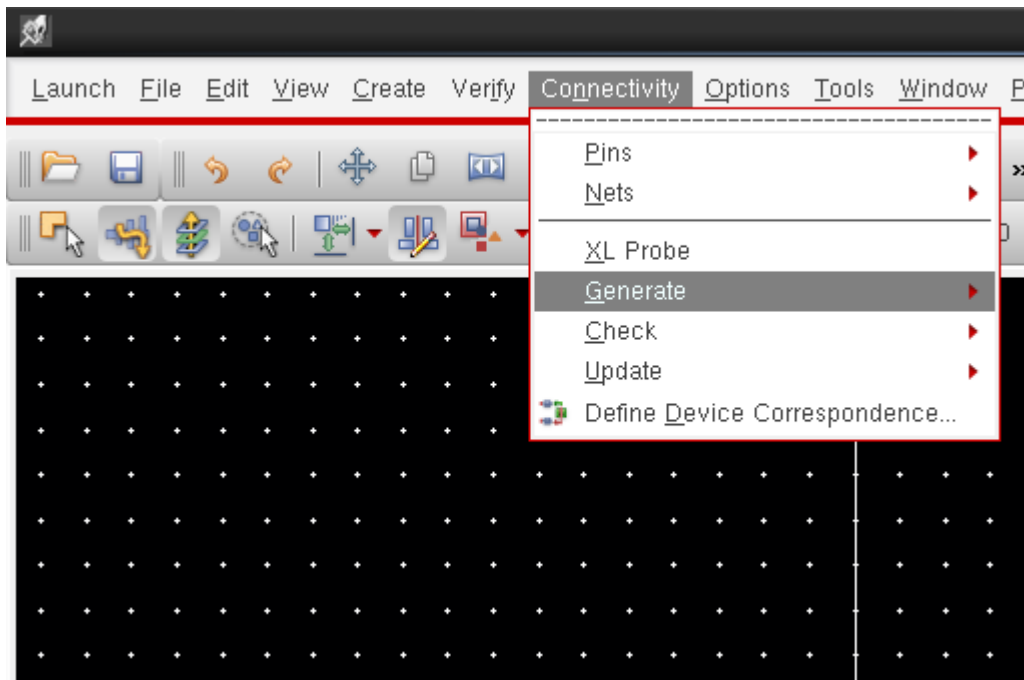 Launch File Edit View Create Verify Connectivity Options Tools Window P
Pins
Nets
XL Probe
Generate
Check
Update
Define Device Correspondence...